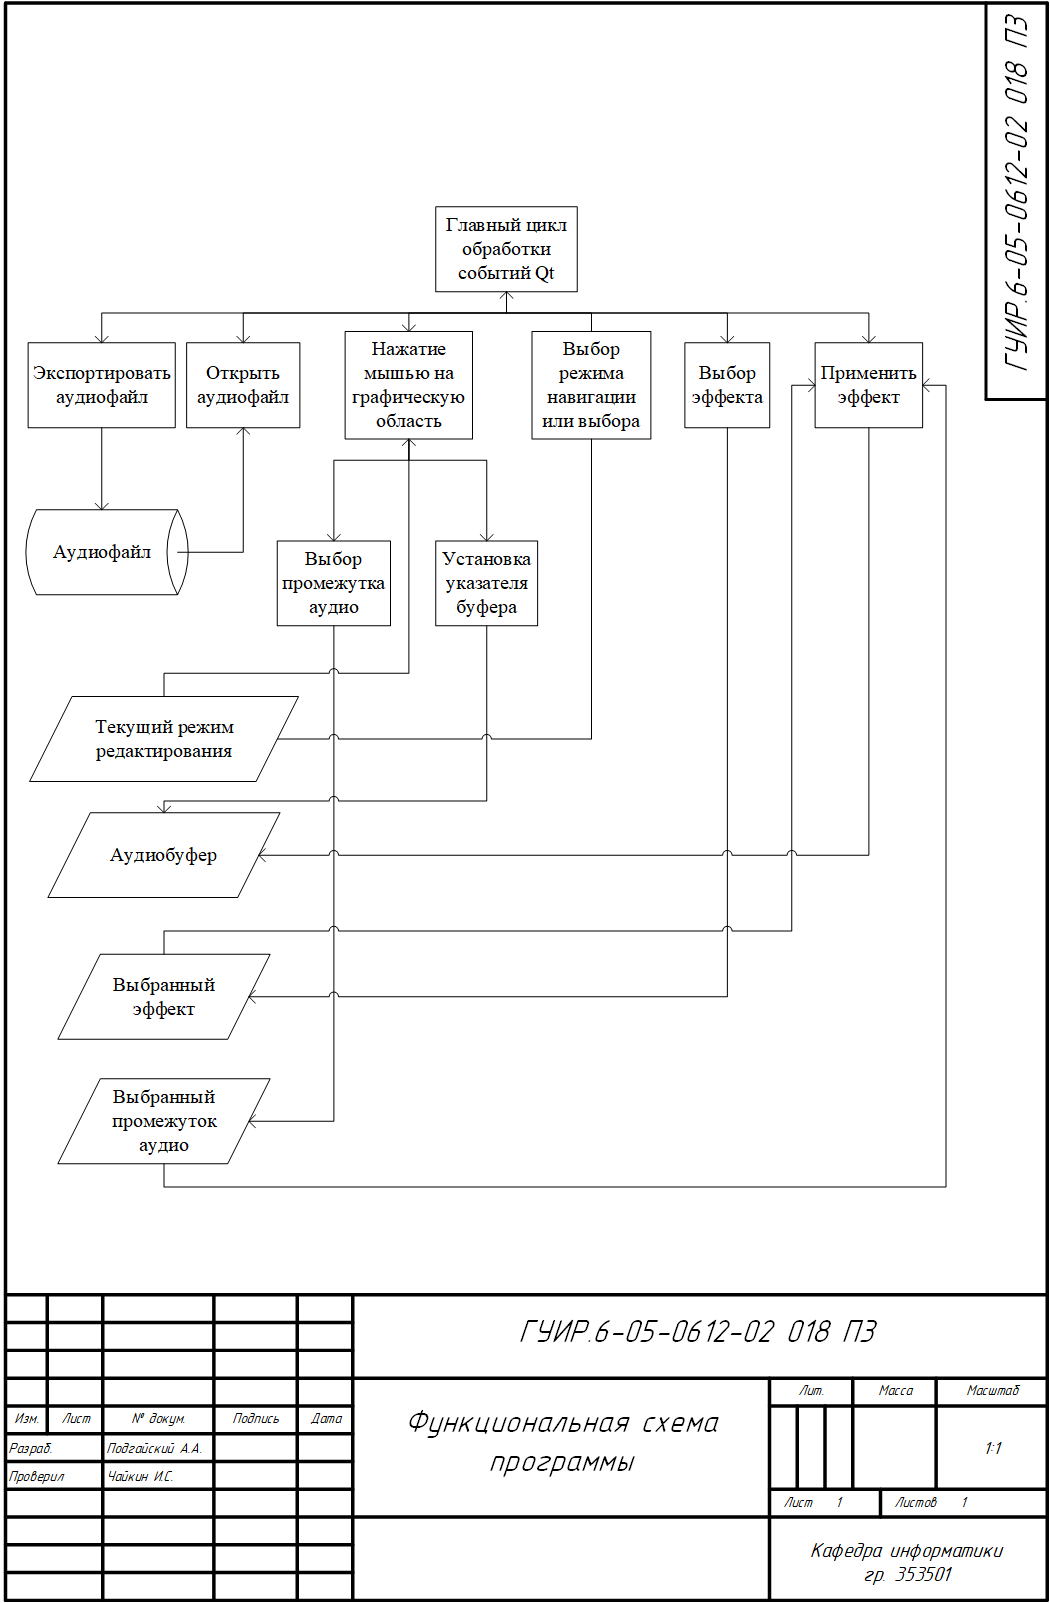 ГУИР.6-05-0612-02 018 ПЗ
Главный цикл
обработки
событий Qt
Экспортировать
аудиофайл
Открыть
аудиофайл
Нажатие
мышью на
графическую
область
Выбор
режима
навигации
или выбора
Выбор
эффекта
Применить
эффект
Аудиофайл
Выбор
промежутка
аудио
Установка
указателя
буфера
Текущий режим
редактирования
Аудиобуфер
Выбранный
эффект
Выбранный
промежуток
аудио
ГУИР.6-05-0612-02 018 ПЗ
Изм. Лист № докум. Подпись Дата
Разраб. Подгайский А.А.
Проверил Чайкин И.С.
Функциональная схема
программы
Лит. Масса Масштаб
1:1
Лист 1 Листов 1
Кафедра информатики
гр. 353501